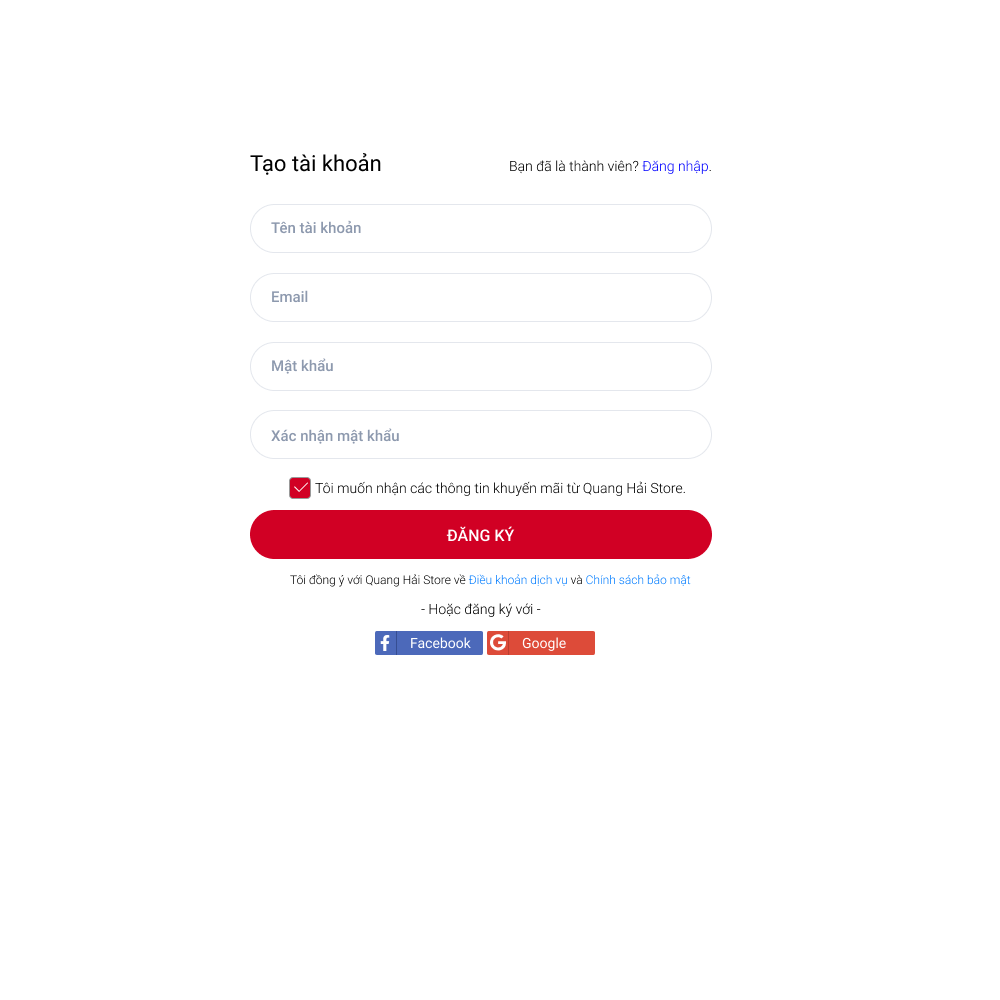 Tạo tài khoản
Bạn đã là thành viên? Đăng nhập.
Tên tài khoản
Email
Mật khẩu
Xác nhận mật khẩu
Tôi muốn nhận các thông tin khuyến mãi từ Quang Hải Store.
ĐĂNG KÝ
Tôi đồng ý với Quang Hải Store về Điều khoản dịch vụ và Chính sách bảo mật
- Hoặc đăng ký với -
Facebook
Google